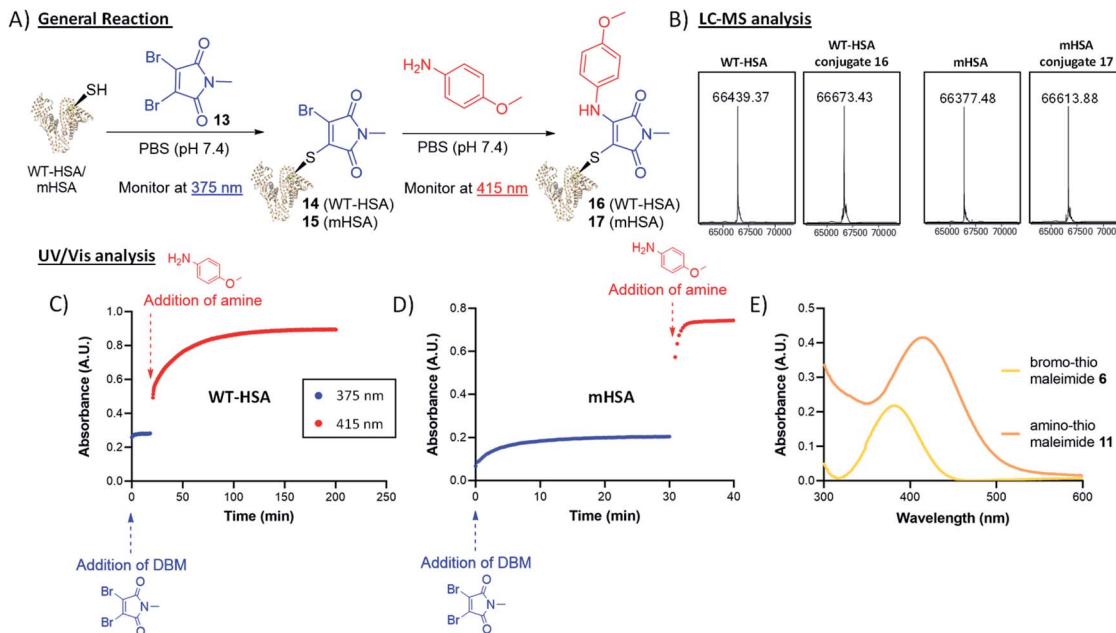 A) General Reaction
Br
O
N
Br
O
13
SH
PBS (pH 7.4)
WT-HSA/
mHSA
Monitor at 375 nm
Br
O
N
S
O
14 (WT-HSA)
15 (mHSA)
H2N
O
PBS (pH 7.4)
Monitor at 415 nm
O
HN
O
N
S
O
16 (WT-HSA)
17 (mHSA)
B) LC-MS analysis
WT-HSA
WT-HSA
conjugate 16
mHSA
mHSA
conjugate 17
66439.37
66673.43
66377.48
66613.88
65000 67500 70000
65000 67500 70000
65000 67500 70000
65000 67500 70000
UV/Vis analysis
C)
H2N
O
Addition of amine
Absorbance (A.U.)
1.0
0.8
0.6
0.4
0.2
0.0
WT-HSA
375 nm
415 nm
0 50 100 150 200 250
Time (min)
Addition of DBM
Br
O
N
Br
O
D)
H2N
O
Addition of amine
Absorbance (A.U.)
0.8
0.6
0.4
0.2
0.0
mHSA
0 10 20 30 40
Time (min)
Addition of DBM
Br
O
N
Br
O
E)
Absorbance (A.U.)
0.5
0.4
0.3
0.2
0.1
0.0
300 400 500 600
Wavelength (nm)
bromo-thio
maleimide 6
amino-thio
maleimide 11